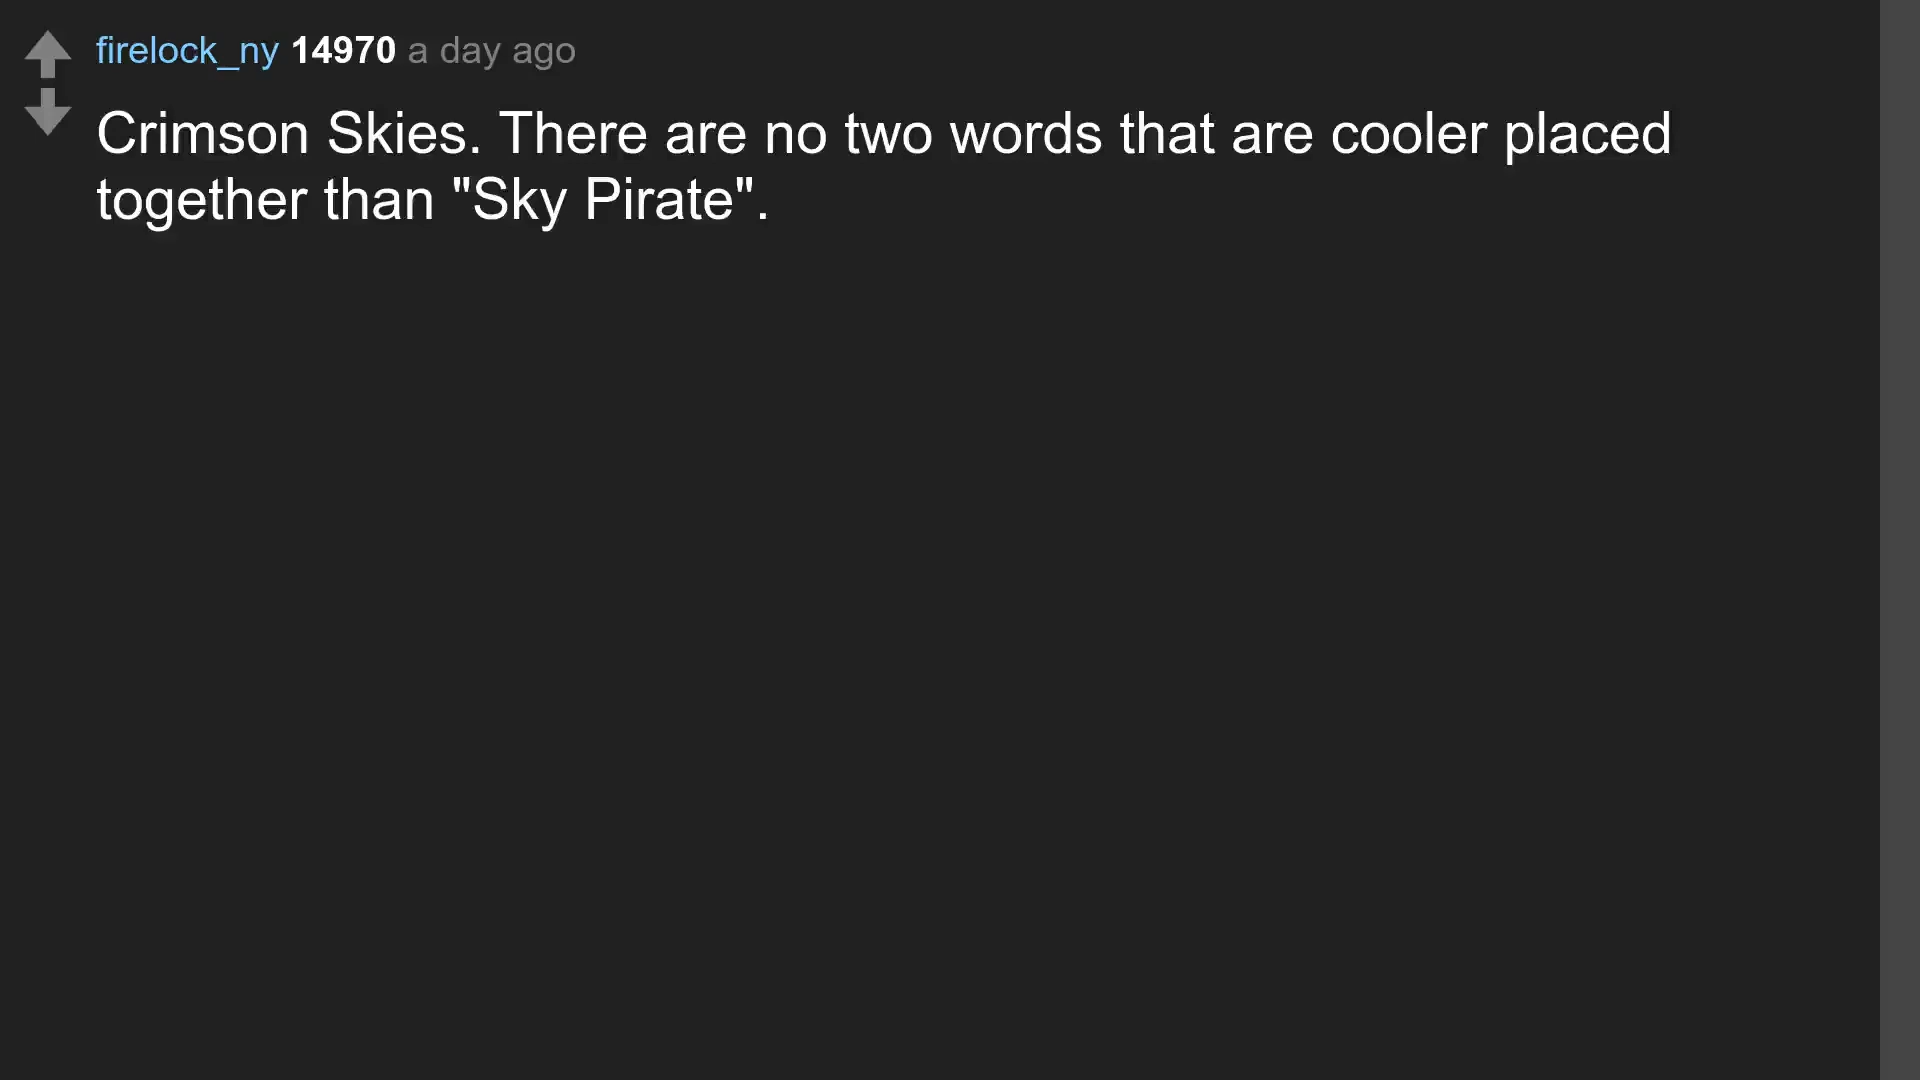 firelock_ny 14970 a day ago
Crimson Skies. There are no two words that are cooler placed
together than "Sky Pirate".